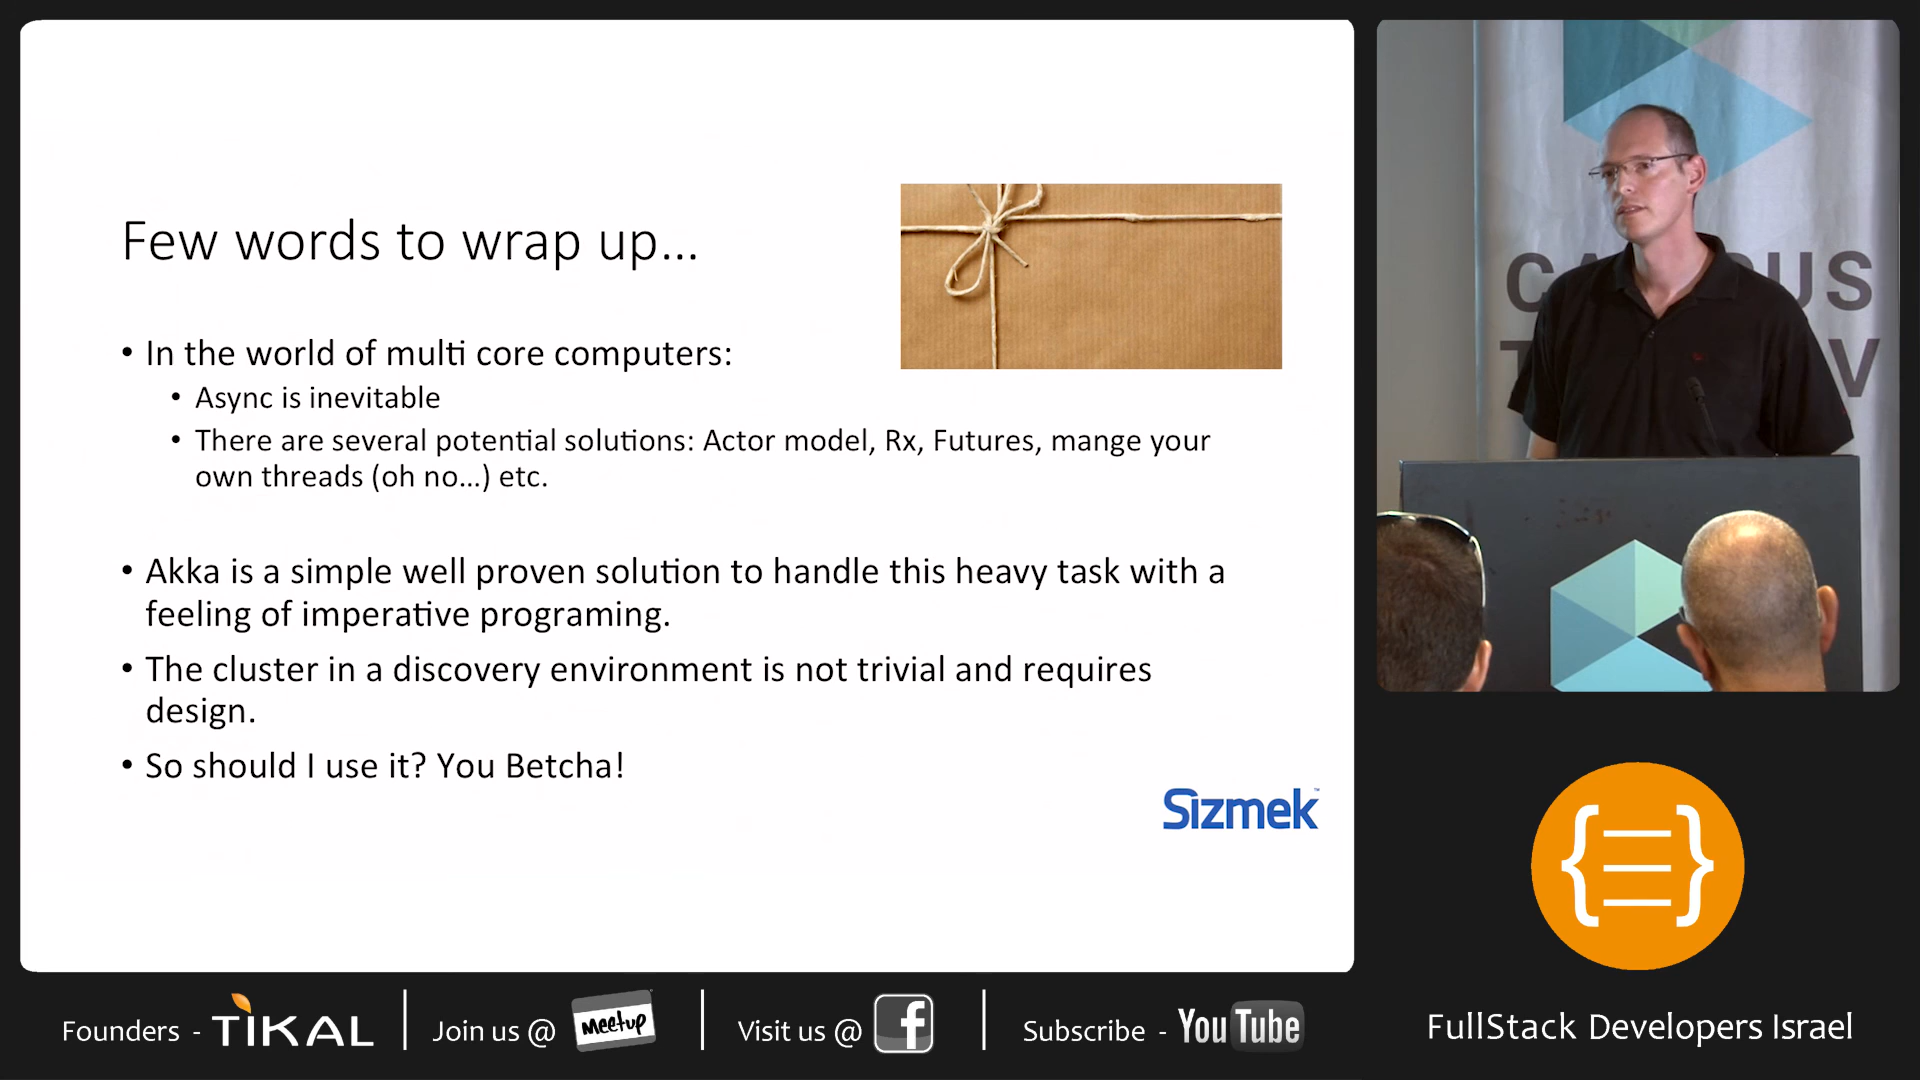 Few words to wrap up...
• In the world of multi core computers:
• Async is inevitable
• There are several potential solutions: Actor model, Rx, Futures, mange your
own threads (oh no...) etc.
• Akka is a simple well proven solution to handle this heavy task with a
feeling of imperative programing.
• The cluster in a discovery environment is not trivial and requires
design.
• So should I use it? You Betcha!
Sizmek
Founders - TIKAL
Join us @ Meetup
Visit us @ f
Subscribe - YouTube
FullStack Developers Israel